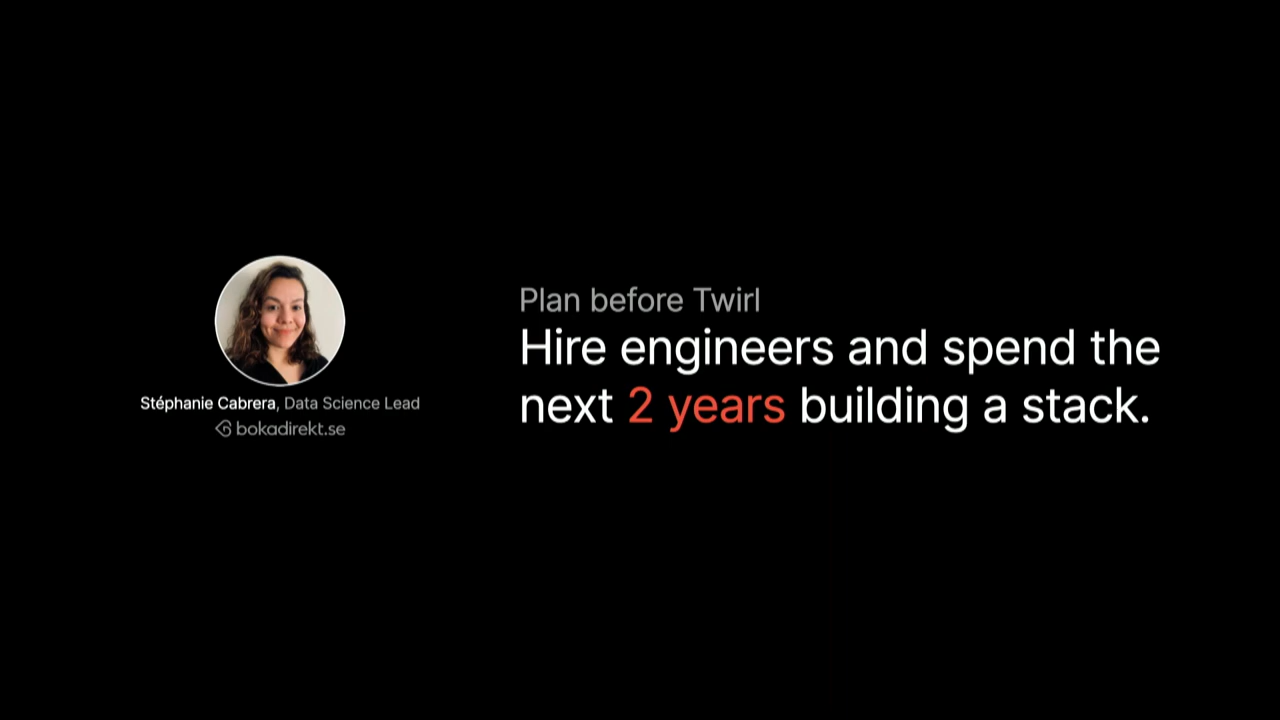 Stéphanie Cabrera, Data Science Lead
bokadirekt.se
Plan before Twirl
Hire engineers and spend the
next 2 years building a stack.